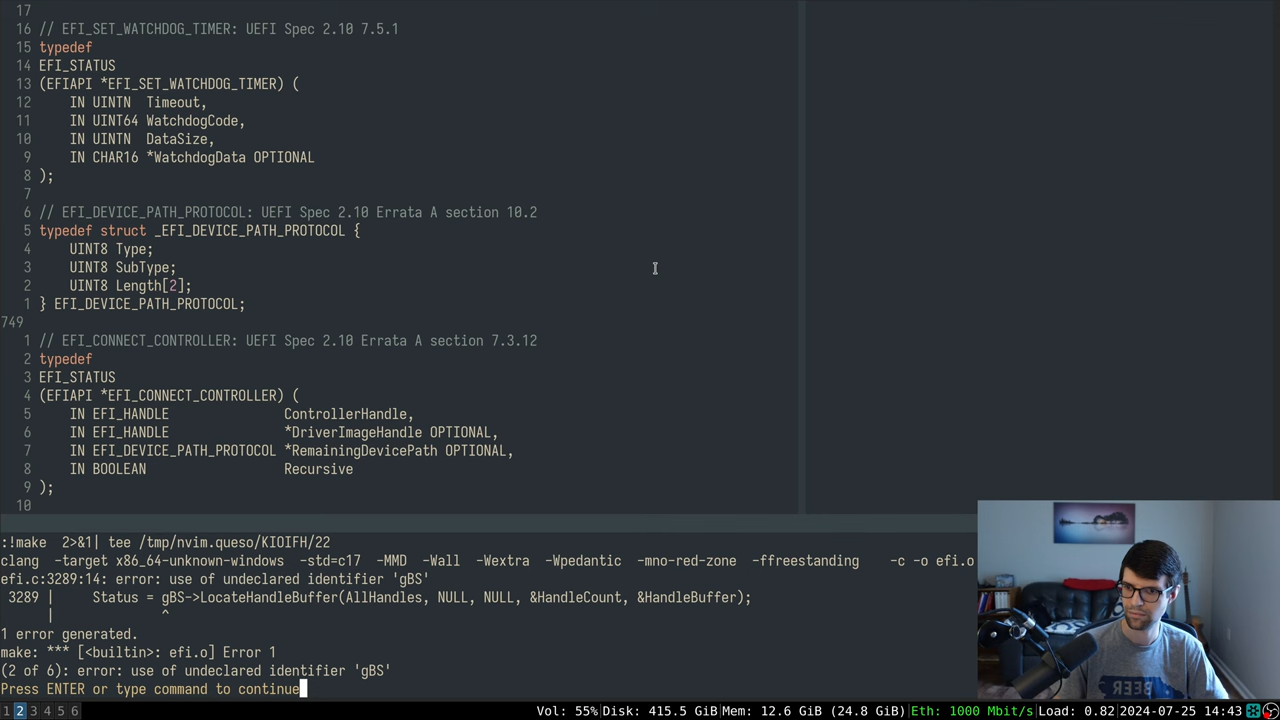 17
16 // EFI_SET_WATCHDOG_TIMER: UEFI Spec 2.10 7.5.1
15 typedef
14 EFI_STATUS
13 (EFIAPI *EFI_SET_WATCHDOG_TIMER) (
12     IN UINTN  Timeout,
11     IN UINT64 WatchdogCode,
10     IN UINTN  DataSize,
9     IN CHAR16 *WatchdogData OPTIONAL
8 );
7
6 // EFI_DEVICE_PATH_PROTOCOL: UEFI Spec 2.10 Errata A section 10.2
5 typedef struct _EFI_DEVICE_PATH_PROTOCOL {
4     UINT8 Type;
3     UINT8 SubType;
2     UINT8 Length[2];
1 } EFI_DEVICE_PATH_PROTOCOL;
749
1 // EFI_CONNECT_CONTROLLER: UEFI Spec 2.10 Errata A section 7.3.12
2 typedef
3 EFI_STATUS
4 (EFIAPI *EFI_CONNECT_CONTROLLER) (
5     IN EFI_HANDLE               ControllerHandle,
6     IN EFI_HANDLE               *DriverImageHandle OPTIONAL,
7     IN EFI_DEVICE_PATH_PROTOCOL *RemainingDevicePath OPTIONAL,
8     IN BOOLEAN                  Recursive
9 );
10
:!make  2>&1| tee /tmp/nvim.queso/KIOIFH/22
clang  -target x86_64-unknown-windows  -std=c17  -MMD  -Wall  -Wextra  -Wpedantic  -mno-red-zone  -ffreestanding    -c -o efi.o
efi.c:3289:14: error: use of undeclared identifier 'gBS'
3289 |     Status = gBS->LocateHandleBuffer(AllHandles, NULL, NULL, &HandleCount, &HandleBuffer);
|              ^
1 error generated.
make: *** [<builtin>: efi.o] Error 1
(2 of 6): error: use of undeclared identifier 'gBS'
Press ENTER or type command to continue
BEER
1 2 3 4 5 6 Vol: 55% | Disk: 415.5 GiB | Mem: 12.6 GiB (24.8 GiB) | Eth: 1000 Mbit/s | Load: 0.82 | 2024-07-25 14:43